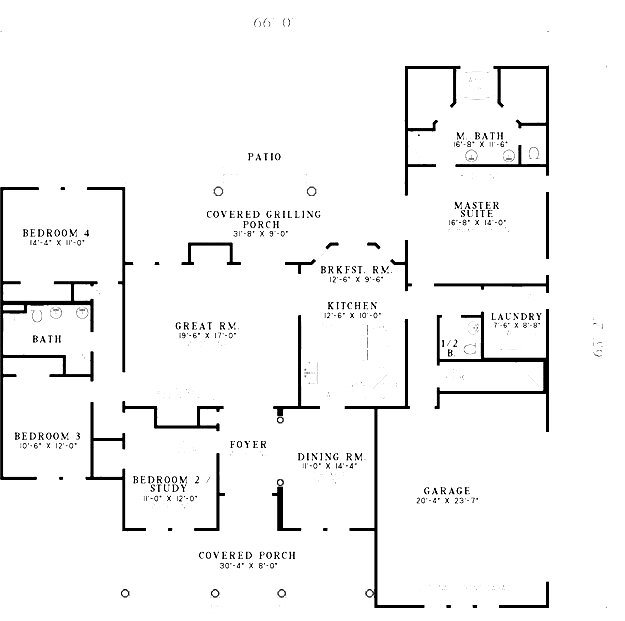 66' 0
M. BATH
16'-8" X 11'-6"
PATIO
MASTER
SUITE
16'-8" X 14'-0"
COVERED GRILLING
PORCH
31'-8" X 9'-0"
BEDROOM 4
14'-4" X 11'-0"
BRKFST. RM.
12'-6" X 9'-6"
KITCHEN
12'-6" X 10'-0"
LAUNDRY
7'-6" X 8'-8"
GREAT RM.
19'-6" X 17'-0"
BATH
1/2
B.
BEDROOM 3
10'-6" X 12'-0"
FOYER
DINING RM.
11'-0" X 14'-4"
BEDROOM 2
STUDY
11'-0" X 12'-0"
GARAGE
20'-4" X 23'-7"
COVERED PORCH
30'-4" X 8'-0"